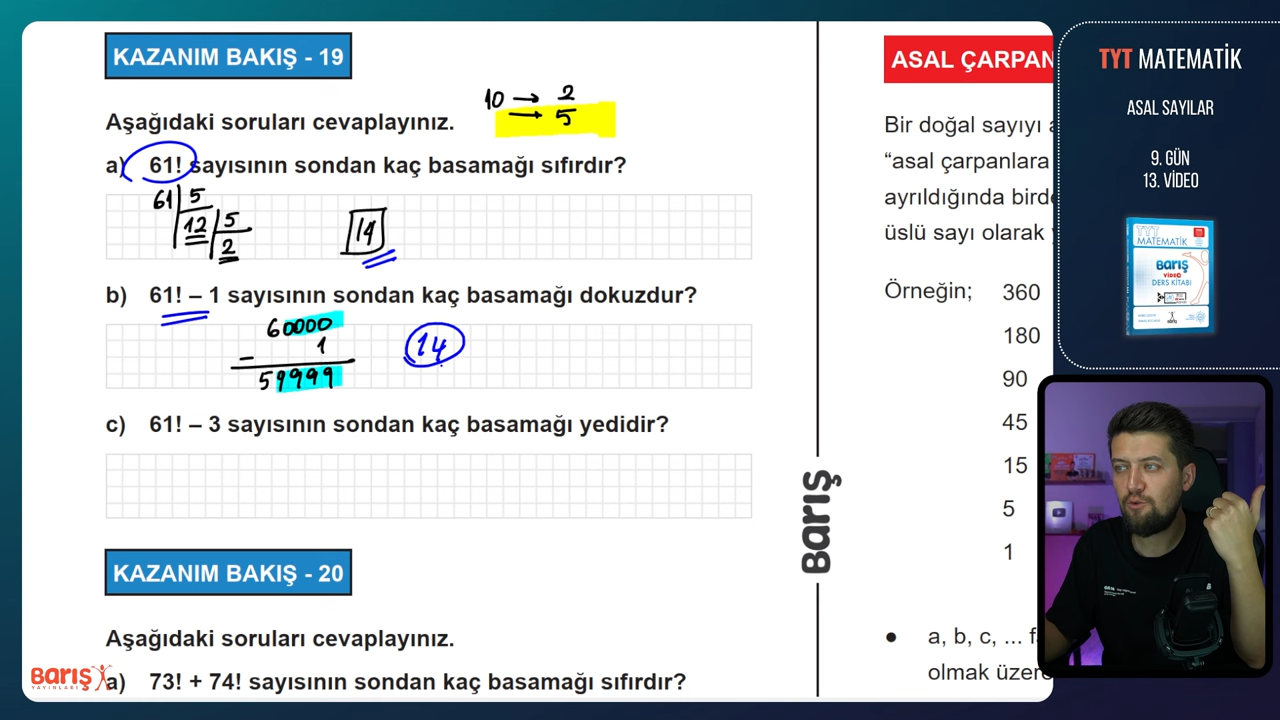 KAZANIM BAKIŞ - 19
10 → 2
→ 5
Aşağıdaki soruları cevaplayınız.
a) 61! sayısının sondan kaç basamağı sıfırdır?
61 5
12 5
2
14
b) 61! – 1 sayısının sondan kaç basamağı dokuzdur?
60000
1
–
59999
14
c) 61! – 3 sayısının sondan kaç basamağı yedidir?
KAZANIM BAKIŞ - 20
Aşağıdaki soruları cevaplayınız.
a) 73! + 74! sayısının sondan kaç basamağı sıfırdır?
BARIŞ
YAYINLARI
Barış
ASAL ÇARPAN
Bir doğal sayıyı a
“asal çarpanlara
ayrıldığında bird
üslü sayı olarak
Örneğin; 360
180
90
45
15
5
1
● a, b, c, ... f
olmak üzere
TYT MATEMATİK
ASAL SAYILAR
9. GÜN
13. VİDEO
TYT
MATEMATİK
Barış
VİDEO
DERS KİTABI